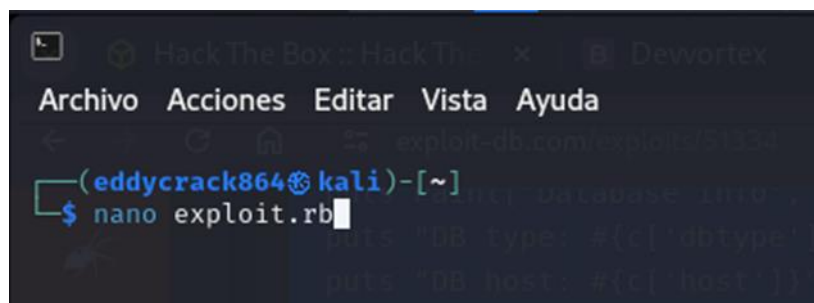 Hack The Box :: Hack The
Devvortex
Archivo Acciones Editar Vista Ayuda
exploit-db.com/exploits/51334
(eddycrack864㉿kali)-[~]
$ nano exploit.rb
puts "DB type: #{c['dbtype']
puts "DB host: #{c['host']}"